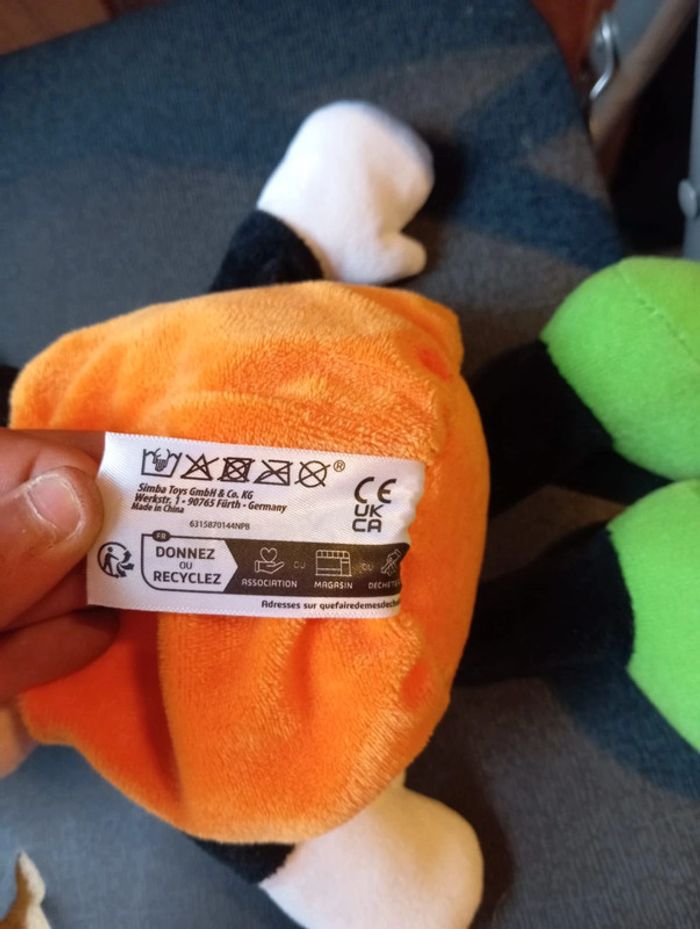 ®
Simba Toys GmbH & Co. KG
Werkstr. 1 - 90765 Fürth - Germany
Made in China
6315870144NPB
CE
UK
CA
FR
DONNEZ
OU
RECYCLEZ
ASSOCIATION
OU
MAGASIN
OU
Adresses sur